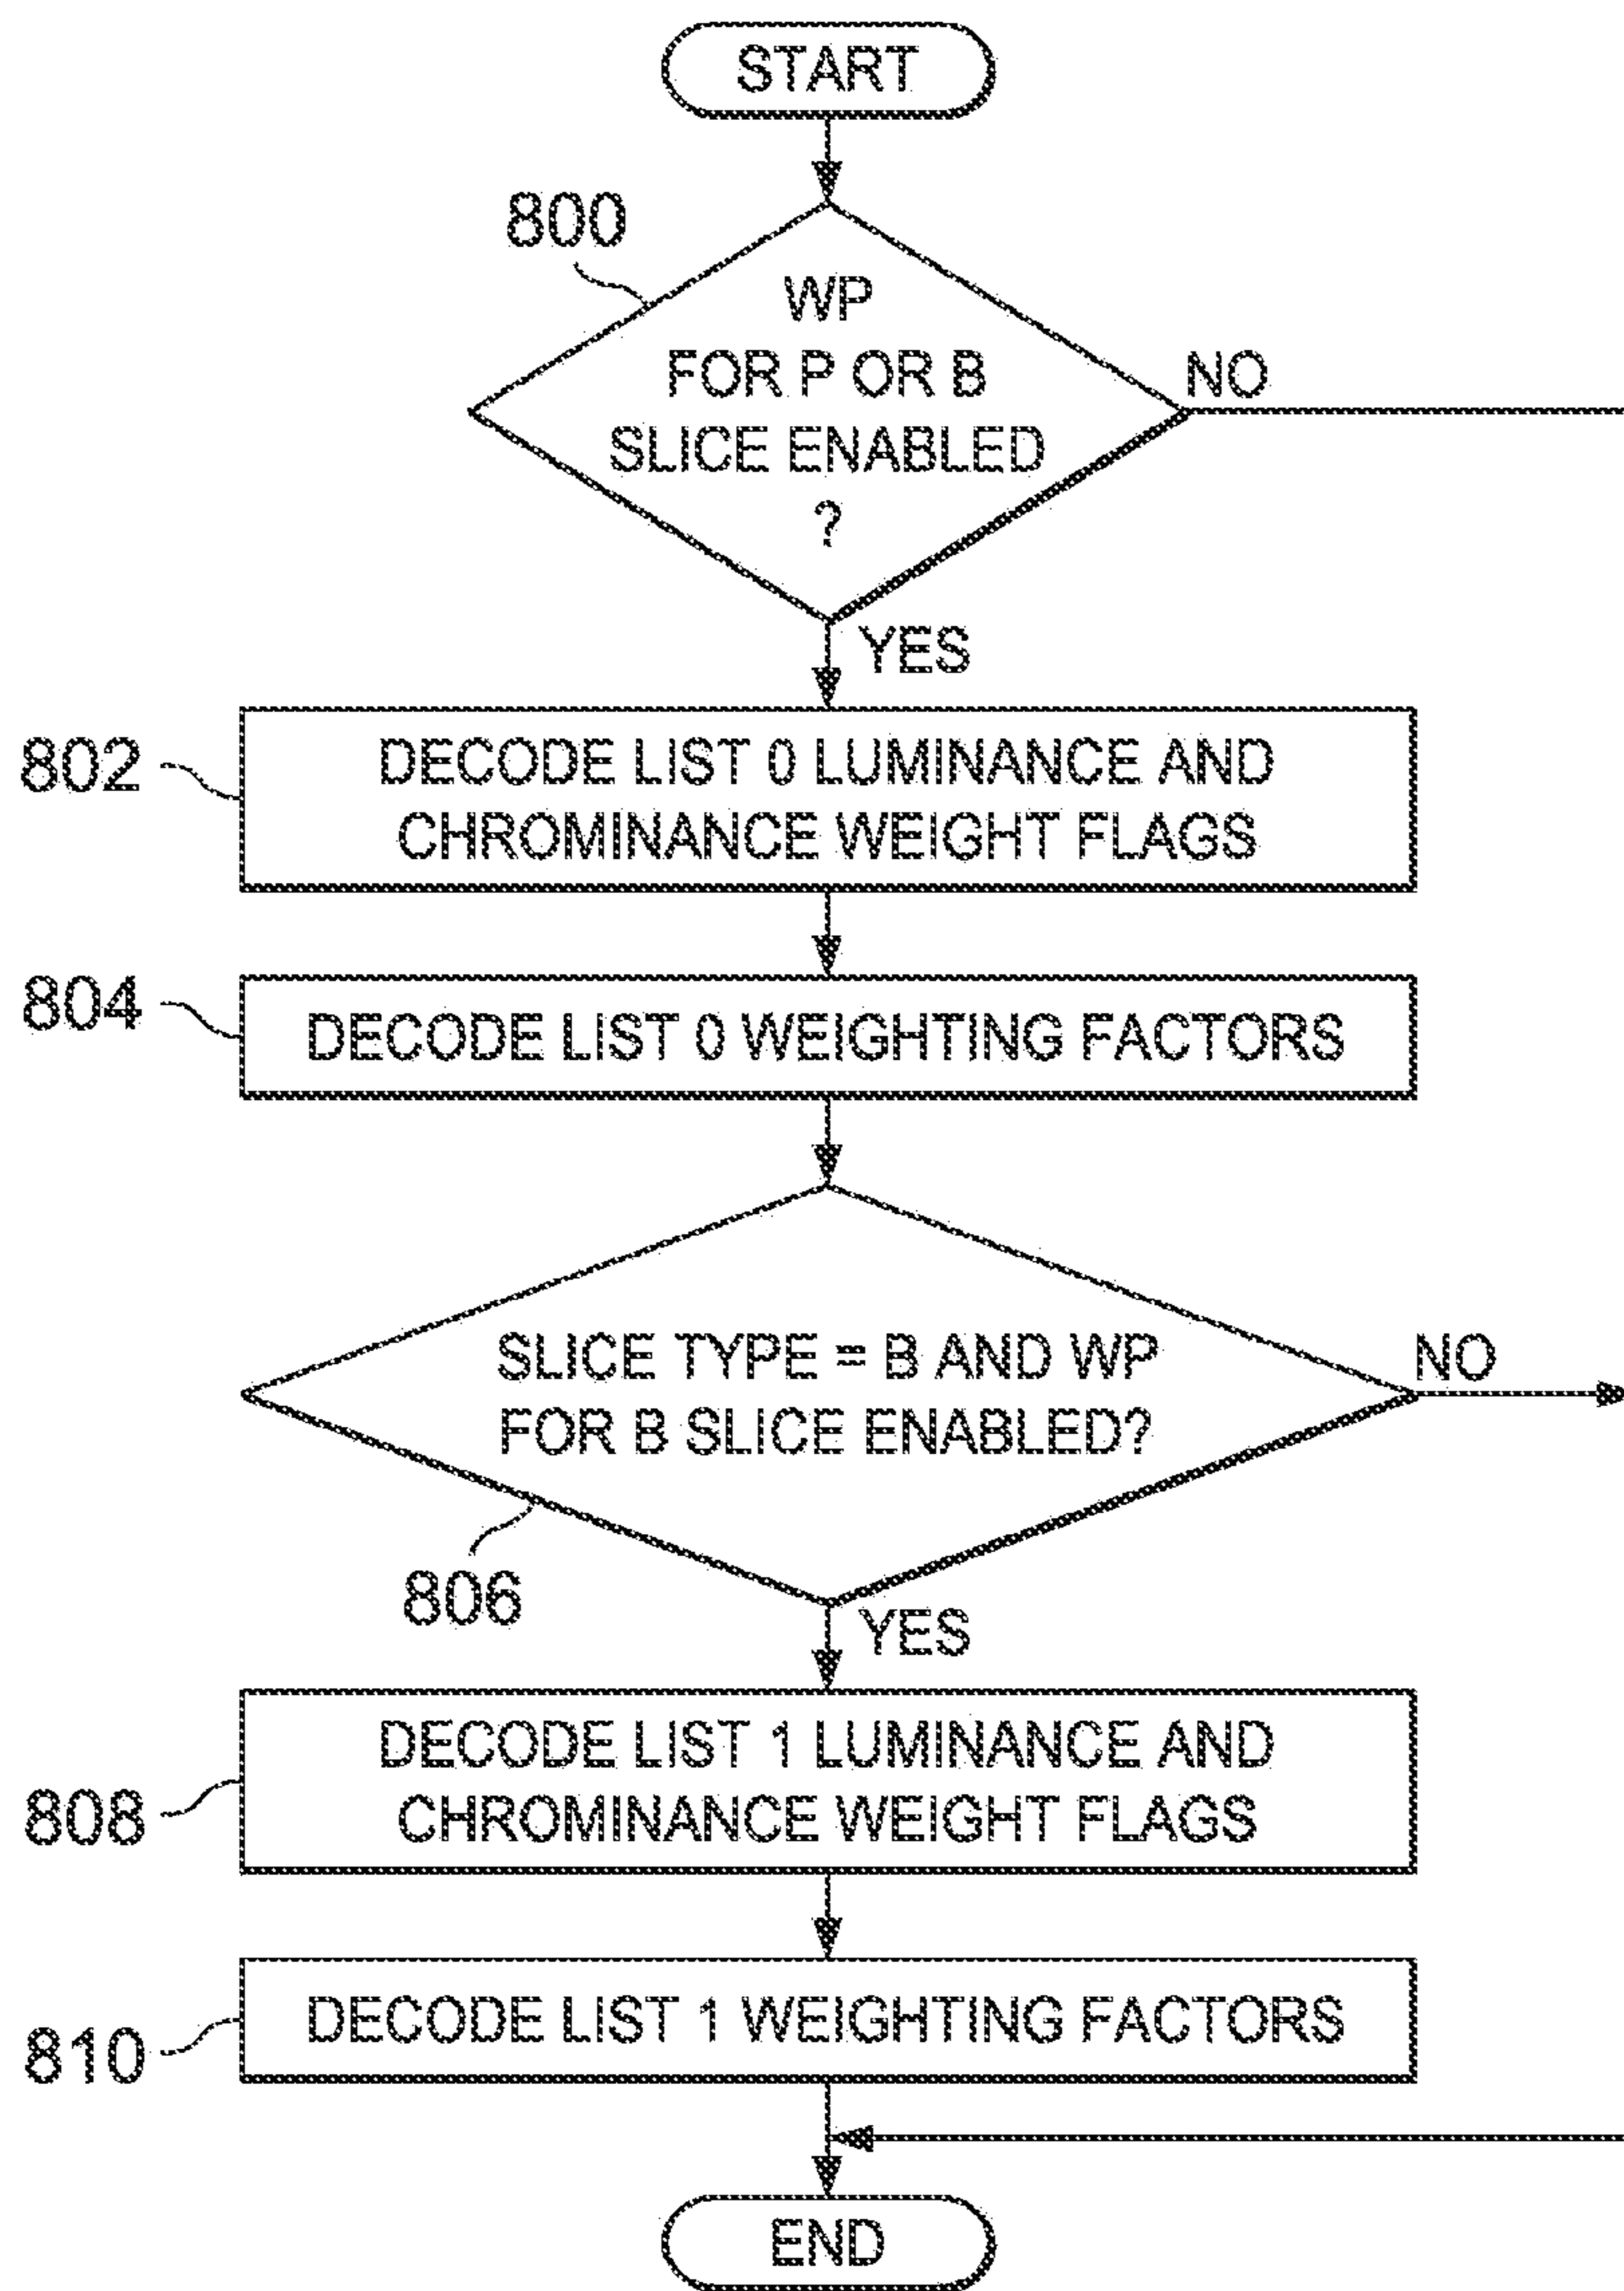 START
800
WP
FOR P OR B
SLICE ENABLED
?
NO
YES
802
DECODE LIST 0 LUMINANCE AND
CHROMINANCE WEIGHT FLAGS
804
DECODE LIST 0 WEIGHTING FACTORS
SLICE TYPE = B AND WP
FOR B SLICE ENABLED?
NO
806
YES
808
DECODE LIST 1 LUMINANCE AND
CHROMINANCE WEIGHT FLAGS
810
DECODE LIST 1 WEIGHTING FACTORS
END